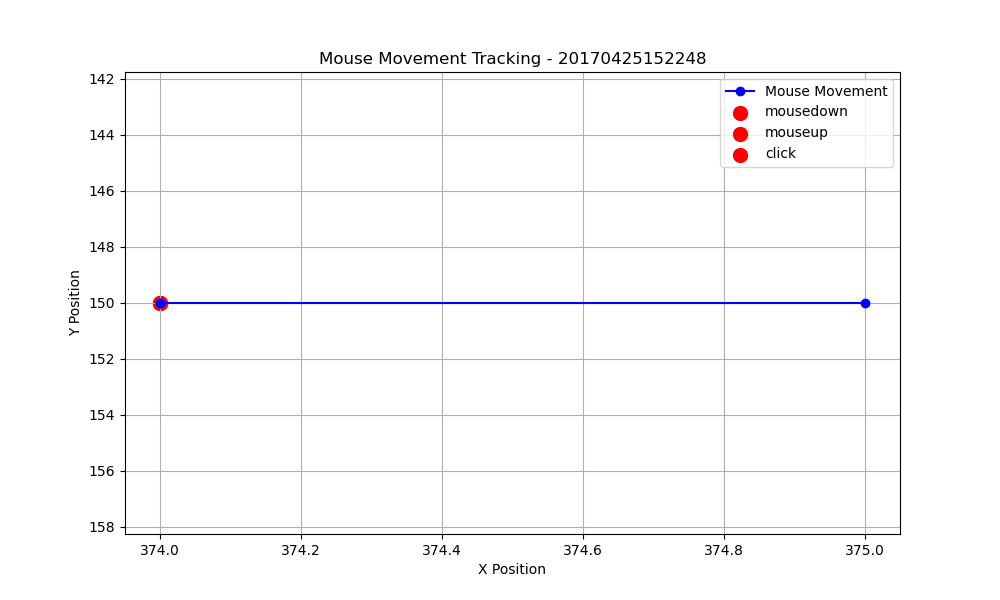 Mouse Movement Tracking - 20170425152248
Mouse Movement
mousedown
mouseup
click
142
144
146
148
150
152
154
156
158
Y Position
374.0 374.2 374.4 374.6 374.8 375.0
X Position